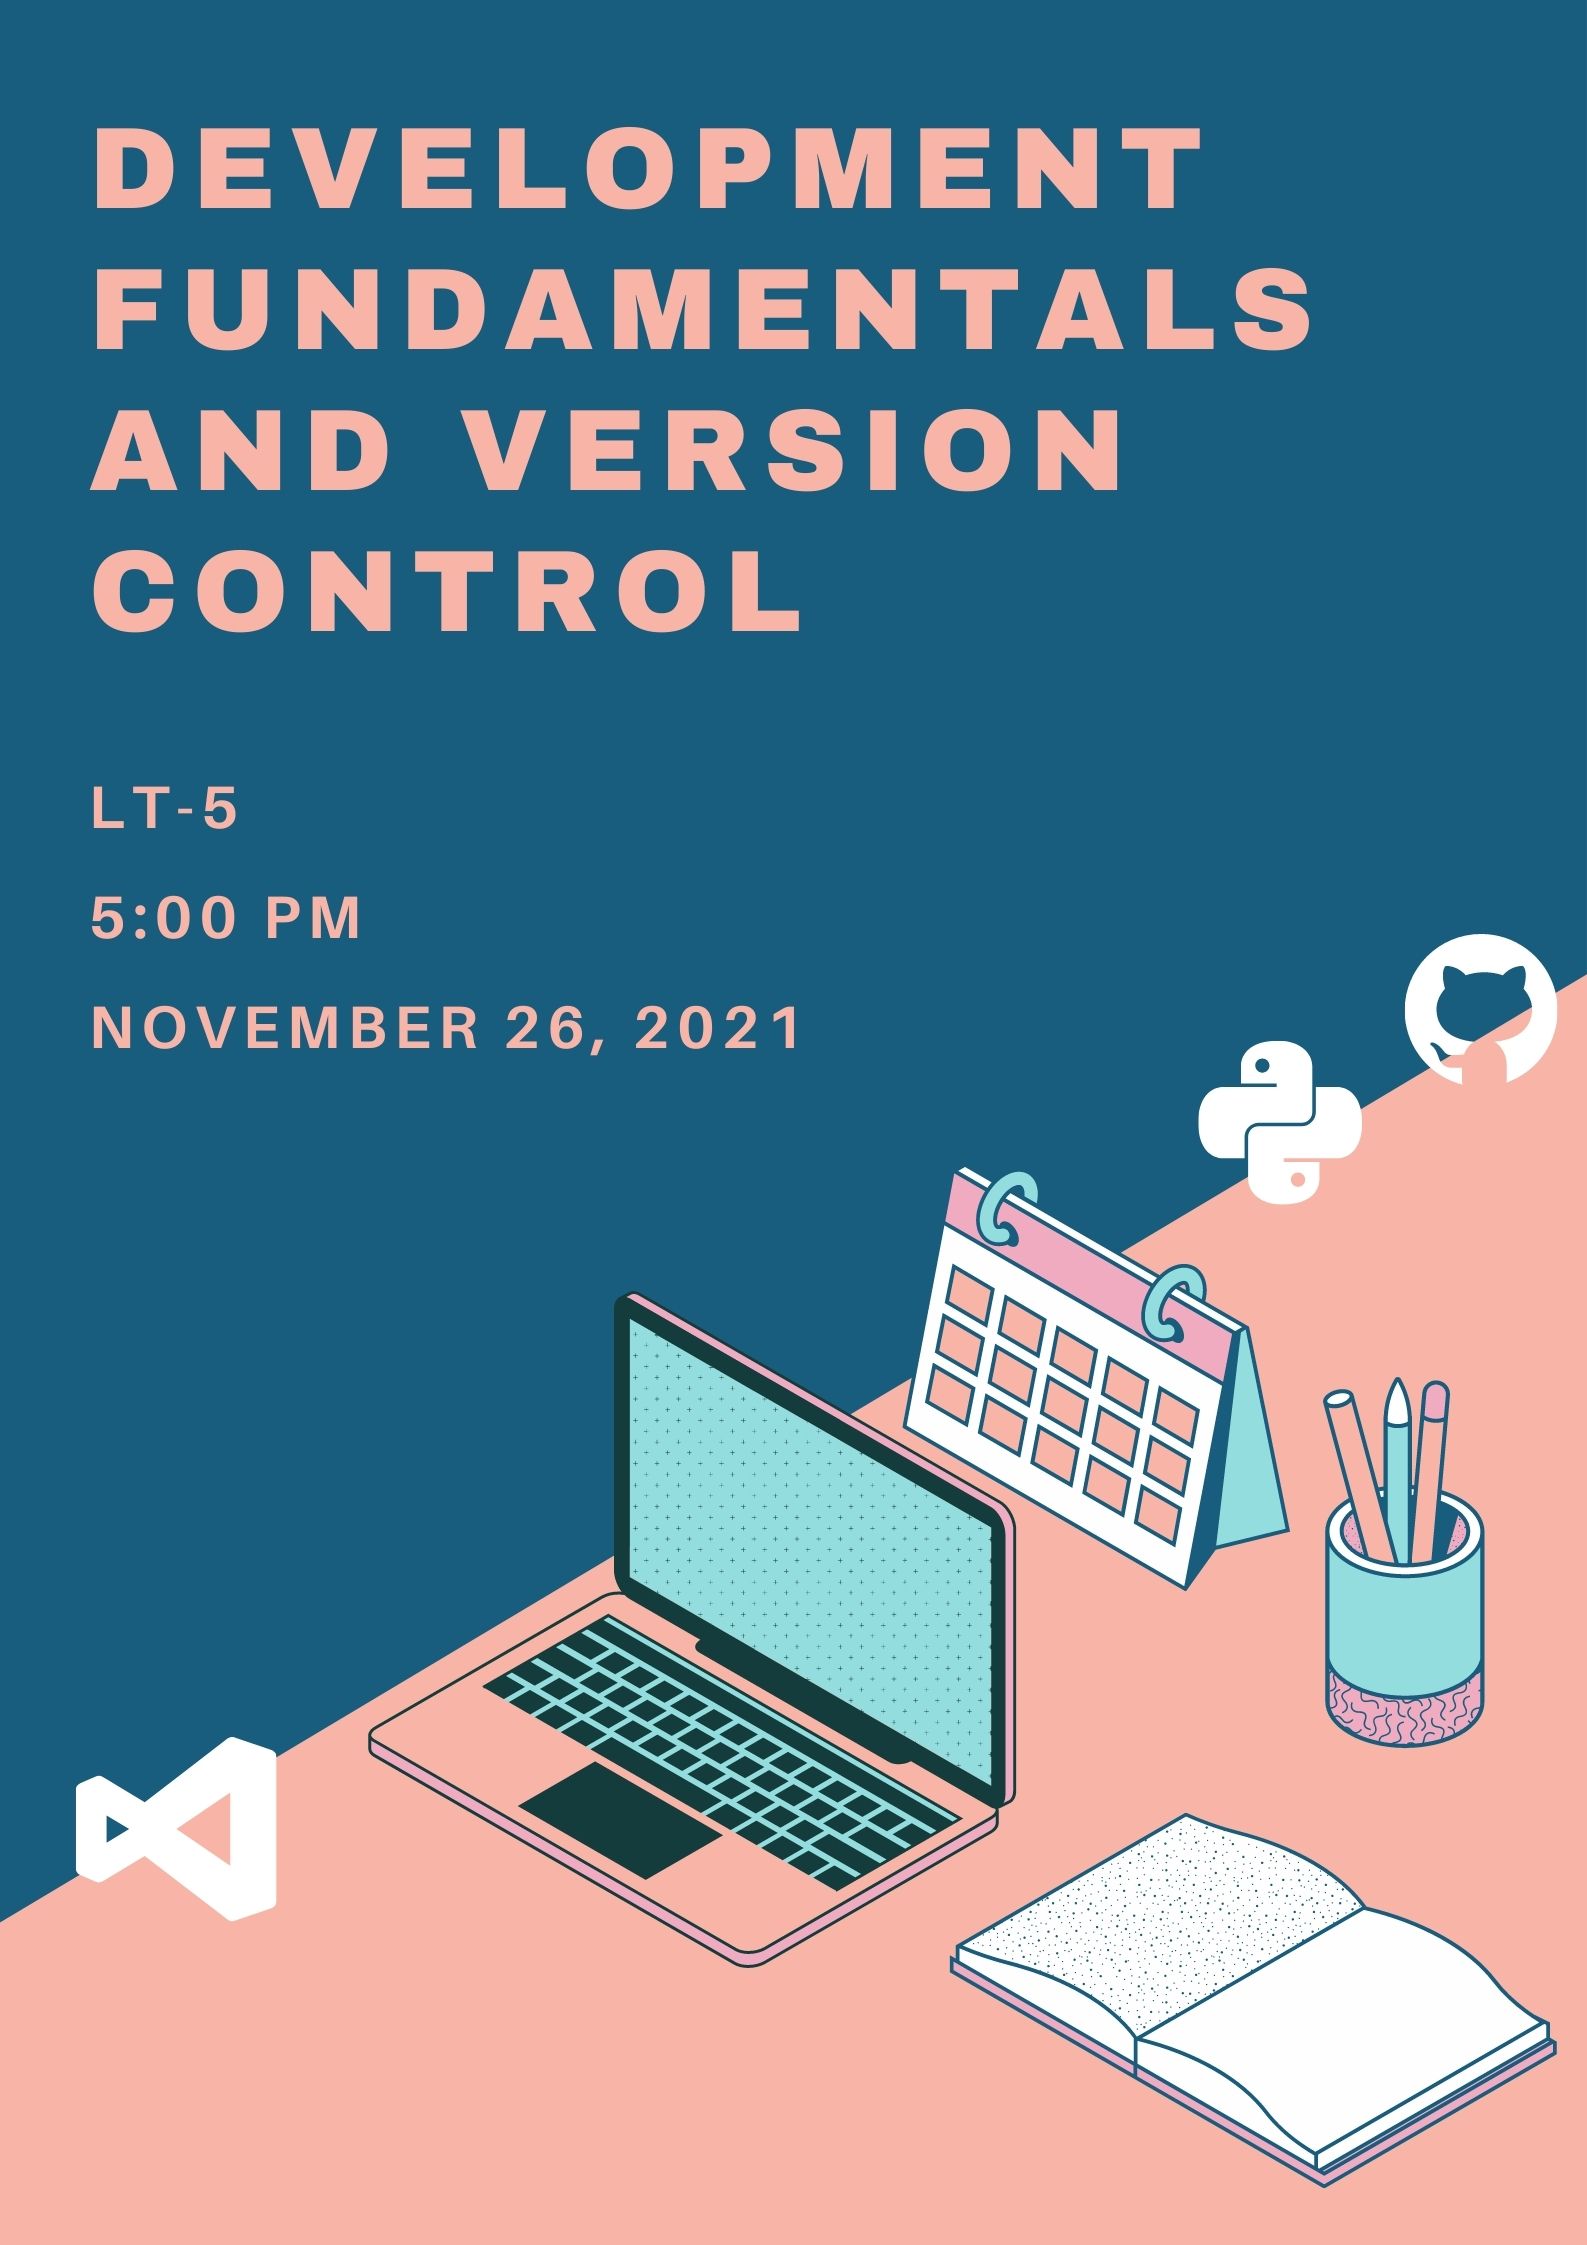 DEVELOPMENT
FUNDAMENTALS
AND VERSION
CONTROL
LT-5
5:00 PM
NOVEMBER 26, 2021